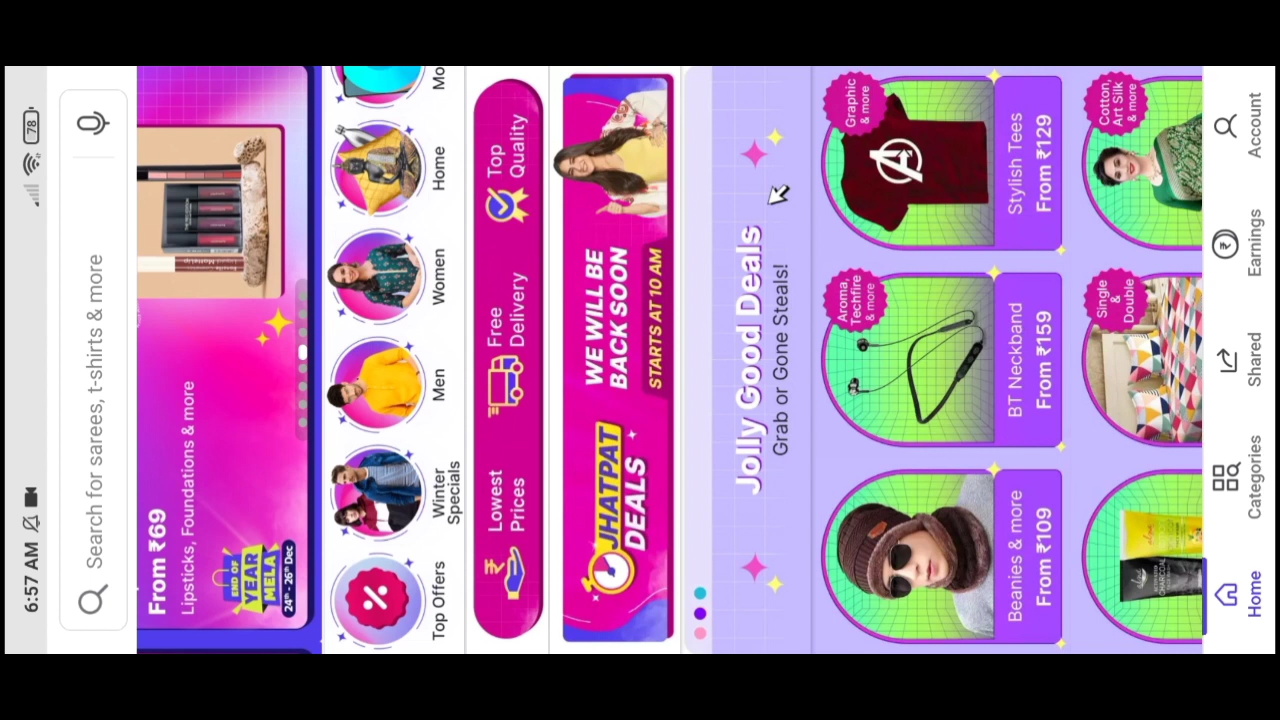 6:57 AM
78
Search for sarees, t-shirts & more
From ₹69
Lipsticks, Foundations & more
END OF
YEAR
MELA
24th - 26th Dec
Top Offers
Winter
Specials
Men
Women
Home
Mo
Lowest
Prices
Free
Delivery
Top
Quality
JHATPAT
DEALS
WE WILL BE
BACK SOON
STARTS AT 10 AM
Jolly Good Deals
Grab or Gone Steals!
Beanies & more
From ₹109
Aroma,
Techfire
& more
BT Neckband
From ₹159
Graphic
& more
Stylish Tees
From ₹129
CHARCOAL
Single
&
Double
Cotton,
Art Silk
& more
Home
Categories
Shared
Earnings
Account